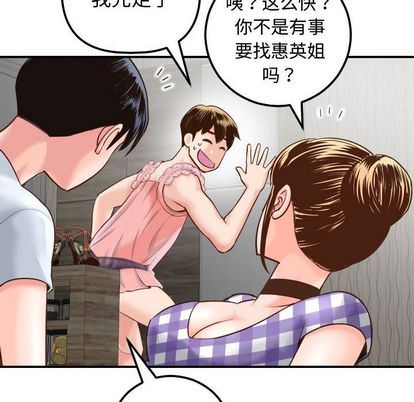 我先走了
咦？这么快？
你不是有事
要找惠英姐
吗？